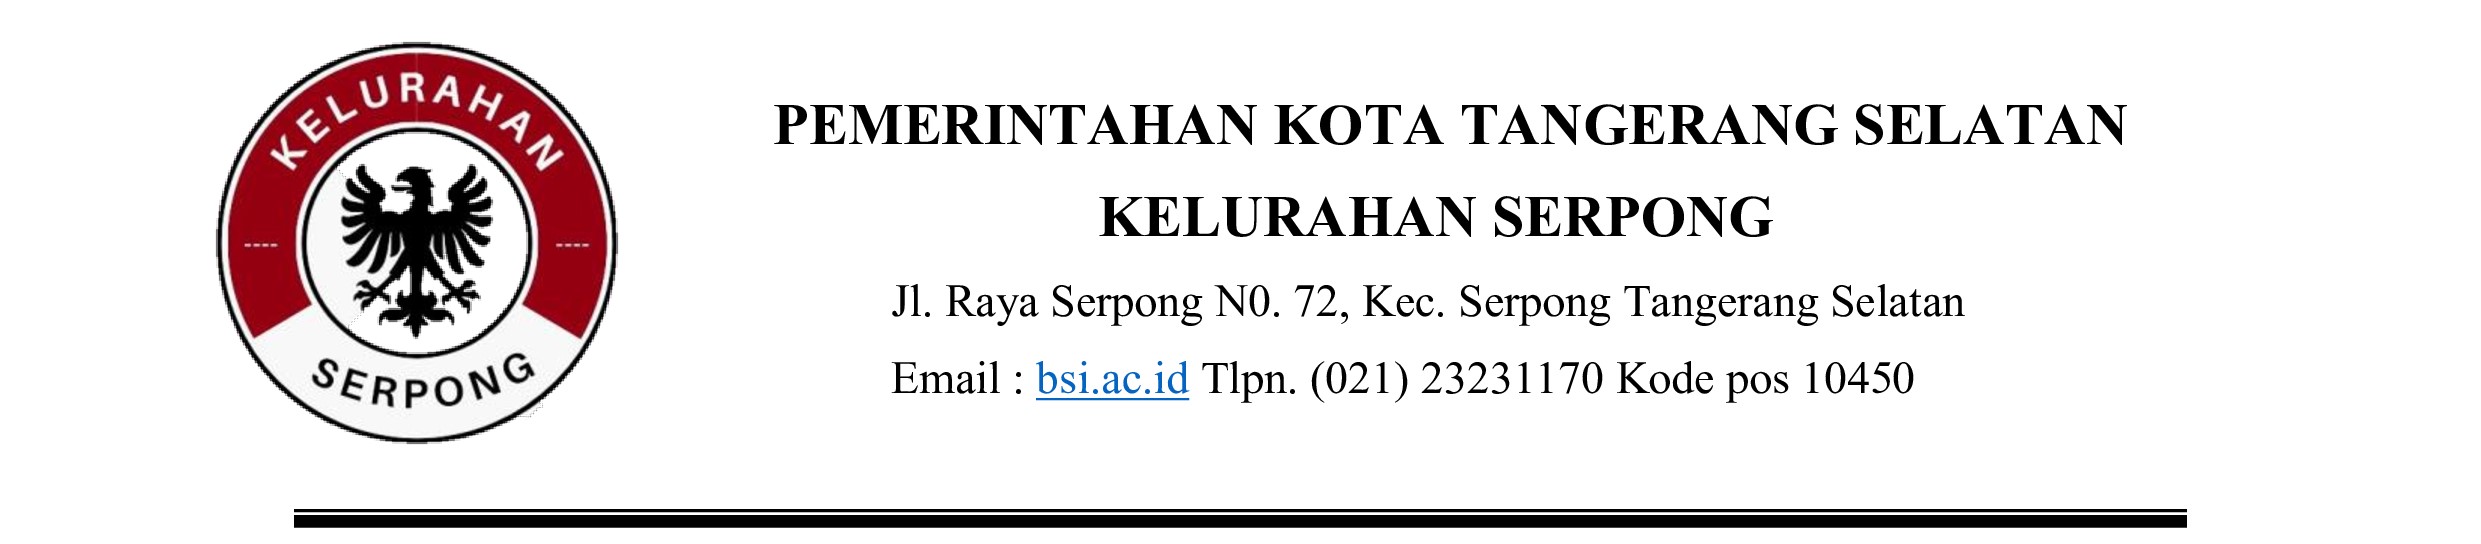 KELURAHAN
SERPONG
PEMERINTAHAN KOTA TANGERANG SELATAN
KELURAHAN SERPONG
Jl. Raya Serpong N0. 72, Kec. Serpong Tangerang Selatan
Email : bsi.ac.id Tlpn. (021) 23231170 Kode pos 10450